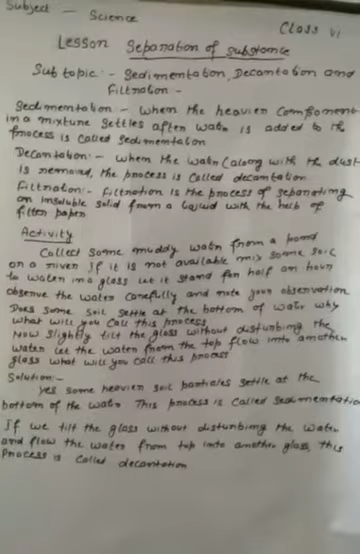 Subject - Science
Class VI
Lesson Separation of substance
Sub topic :- Sedimentation, Decantation and
Filtration -
Sedimentation - when the heavier component
in a mixture settles after water is added to the
process is called sedimentation
Decantation :- when the water (along with the dust
is removed, the process is called decantation
Filtration :- Filtration is the process of separating
an insoluble solid from a liquid with the help of
filter paper
Activity
Collect some muddy water from a pond
or a river If it is not available mix some soil
to water in a glass let it stand for half an hour
observe the water carefully and note your observation
Does some soil settle at the bottom of water why
what will you call this process
Now slightly tilt the glass without disturbing the
water let the water from the top flow into another
glass what will you call this process
Solution :-
Yes some heavier soil particles settle at the
bottom of the water This process is called sedimentation
If we tilt the glass without disturbing the water
and flow the water from top into another glass this
process is called decantation